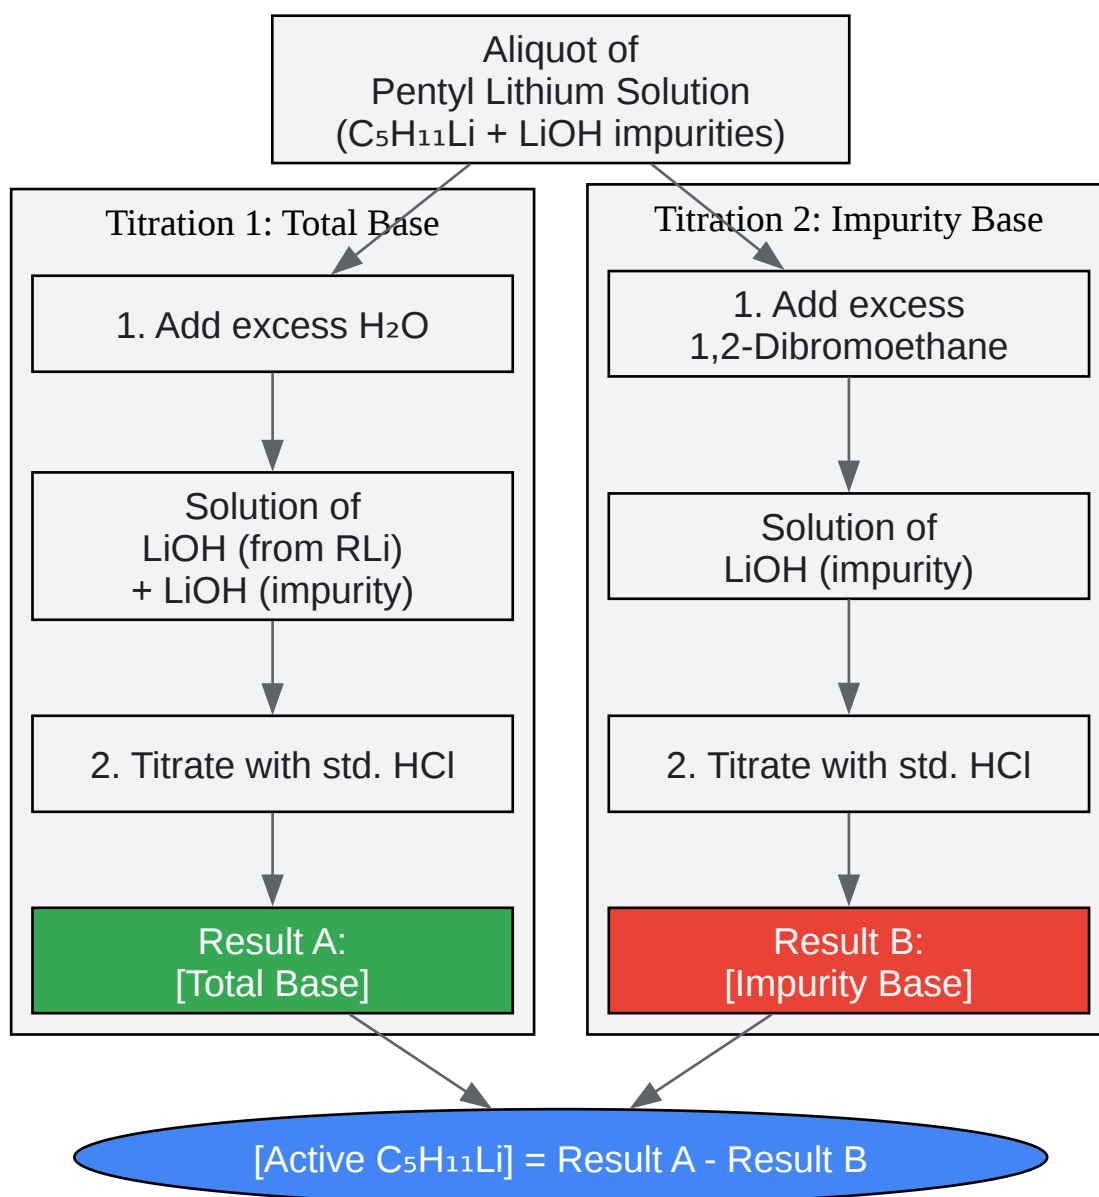 Aliquot of
Pentyl Lithium Solution
(C₅H₁₁Li + LiOH impurities)
Titration 1: Total Base
1. Add excess H₂O
Solution of
LiOH (from RLi)
+ LiOH (impurity)
2. Titrate with std. HCl
Result A:
[Total Base]
Titration 2: Impurity Base
1. Add excess
1,2-Dibromoethane
Solution of
LiOH (impurity)
2. Titrate with std. HCl
Result B:
[Impurity Base]
[Active C₅H₁₁Li] = Result A - Result B